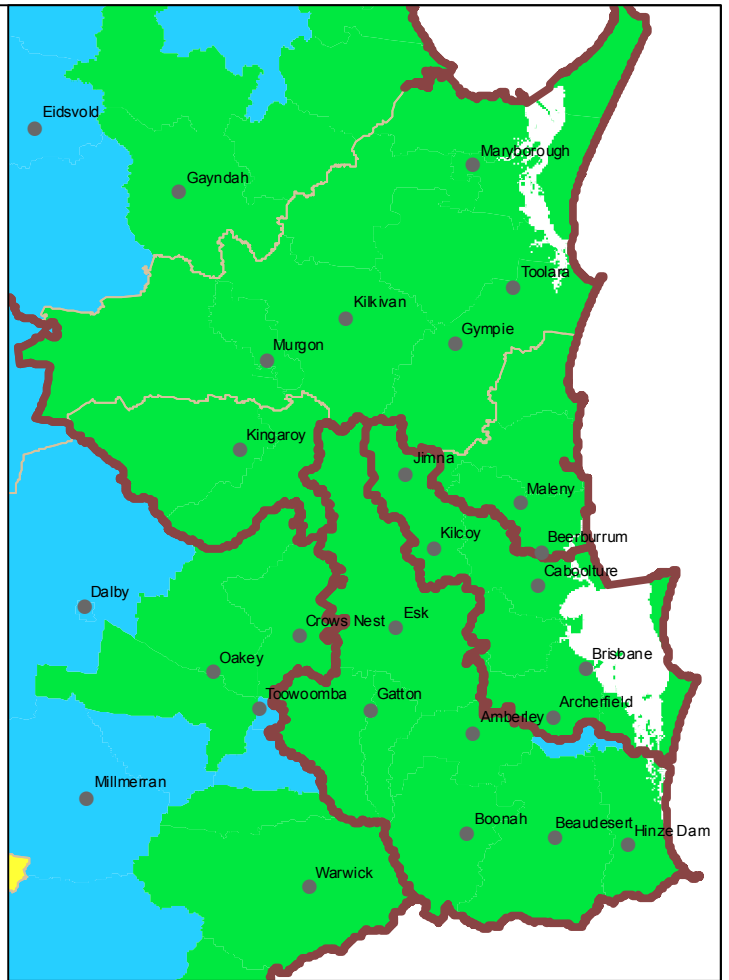 Eidsvold
Maryborough
Gayndah
Toolara
Kilkivan
Gympie
Murgon
Kingaroy
Jimna
Maleny
Beerburrum
Kilcoy
Caboolture
Dalby
Crows Nest
Esk
Brisbane
Oakey
Toowoomba
Gatton
Archerfield
Amberley
Millmerran
Boonah
Beaudesert
Hinze Dam
Warwick